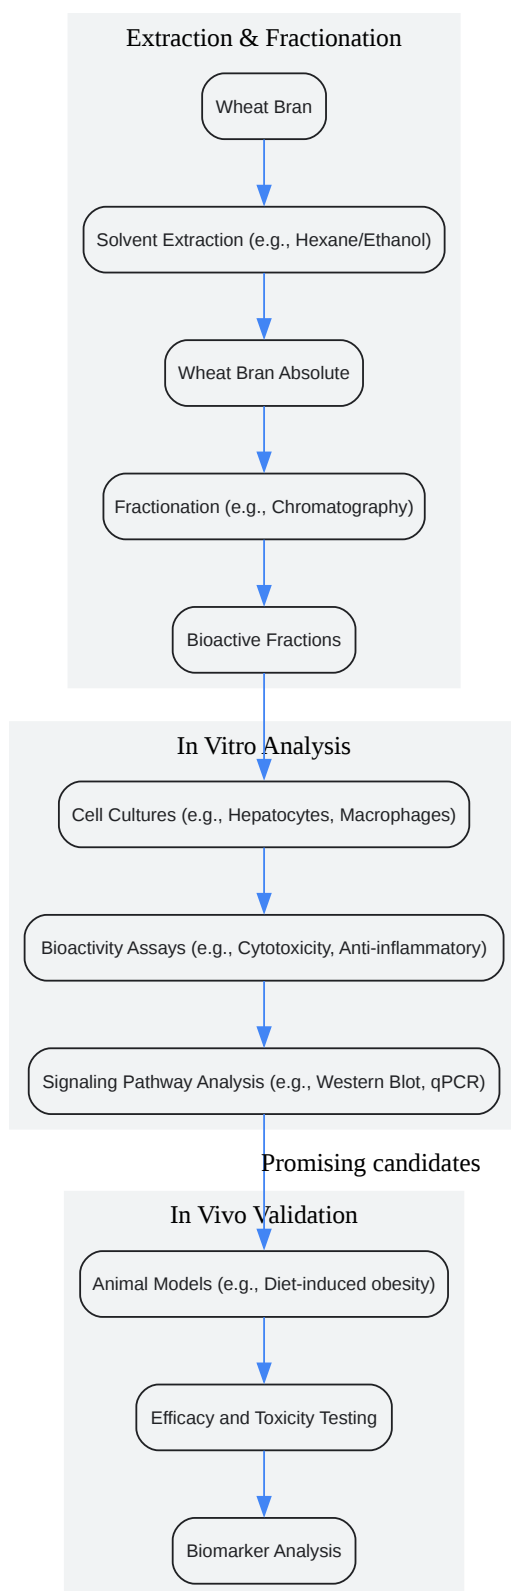 Extraction & Fractionation
Wheat Bran
Solvent Extraction (e.g., Hexane/Ethanol)
Wheat Bran Absolute
Fractionation (e.g., Chromatography)
Bioactive Fractions
In Vitro Analysis
Cell Cultures (e.g., Hepatocytes, Macrophages)
Bioactivity Assays (e.g., Cytotoxicity, Anti-inflammatory)
Signaling Pathway Analysis (e.g., Western Blot, qPCR)
Promising candidates
In Vivo Validation
Animal Models (e.g., Diet-induced obesity)
Efficacy and Toxicity Testing
Biomarker Analysis